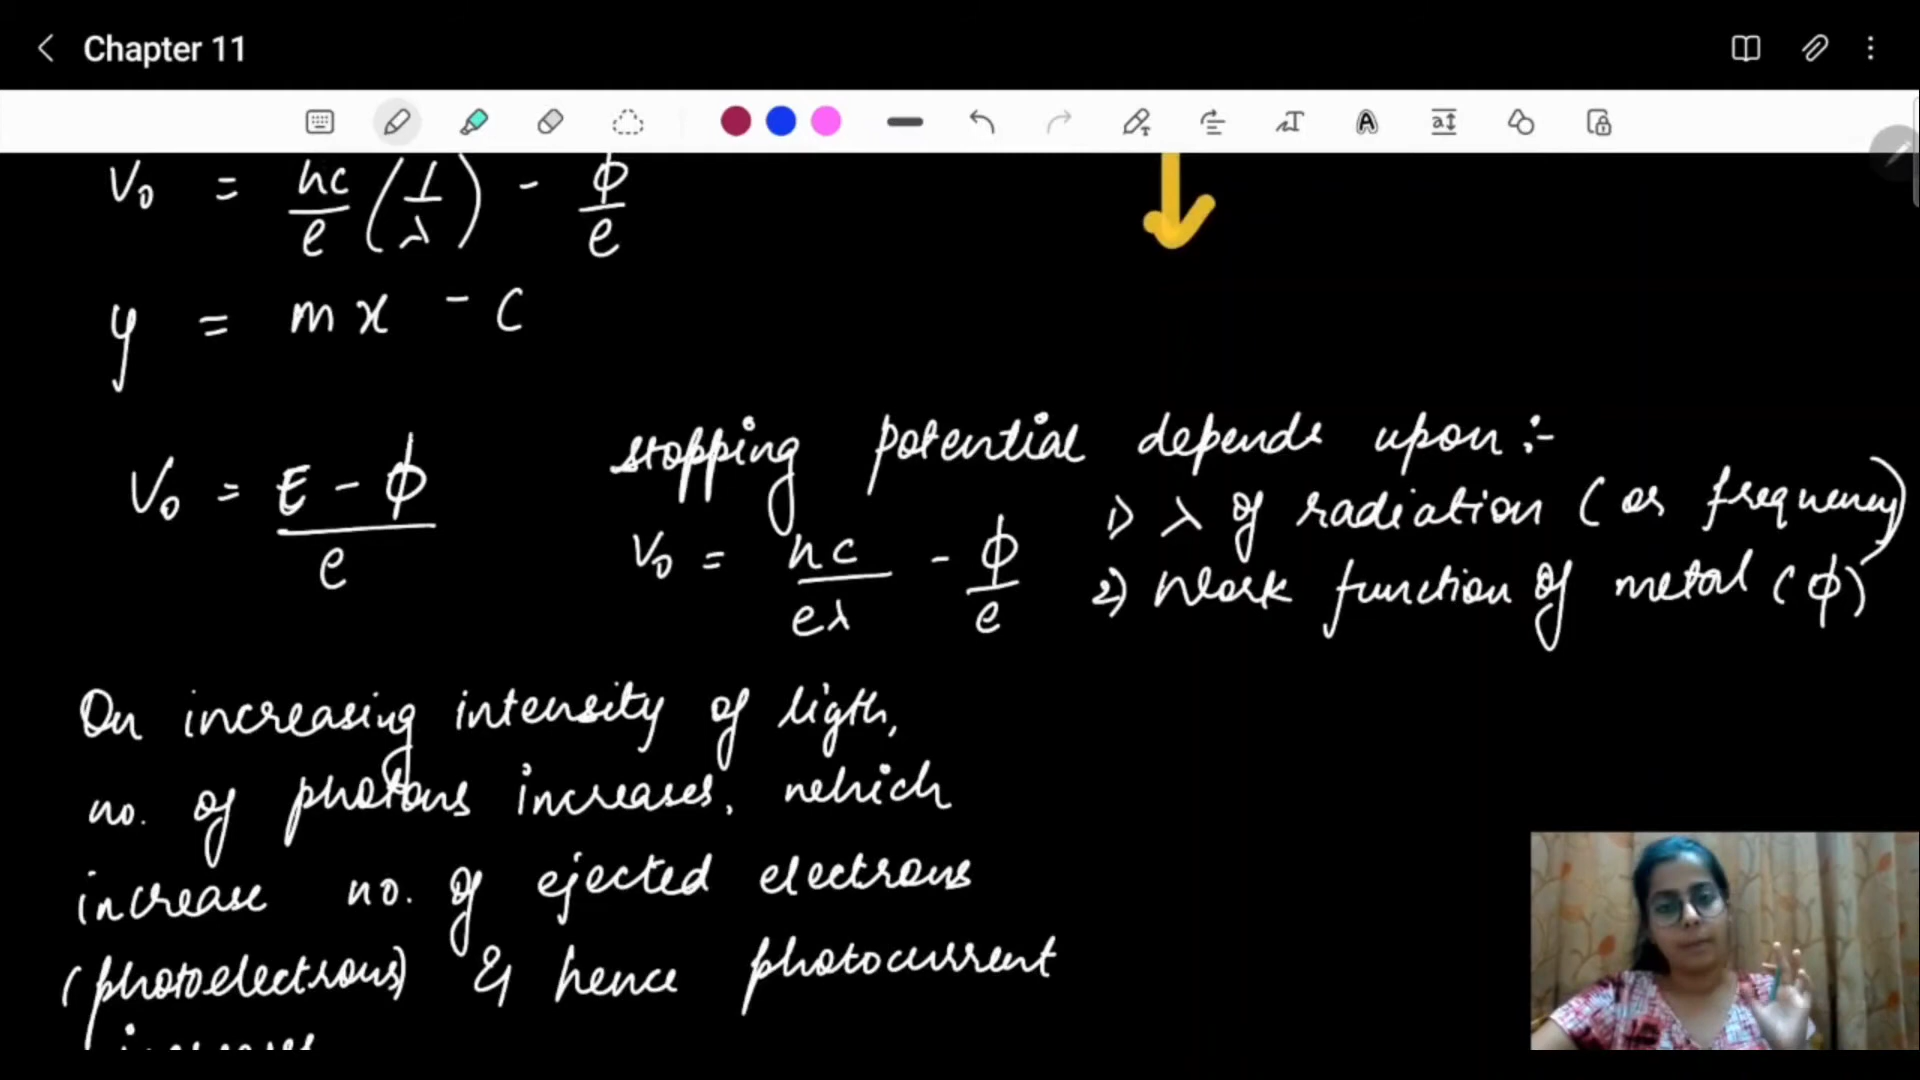 Chapter 11
V₀ = hc/e (1/λ) - ϕ/e
y = mx - C
V₀ = E - ϕ / e
stopping potential depends upon :-
V₀ = hc/eλ - ϕ/e
1) λ of radiation (or frequency)
2) Work function of metal (ϕ)
On increasing intensity of ligth,
no. of photons increases, which
increase no. of ejected electrons
(photoelectrons) & hence photocurrent
increases